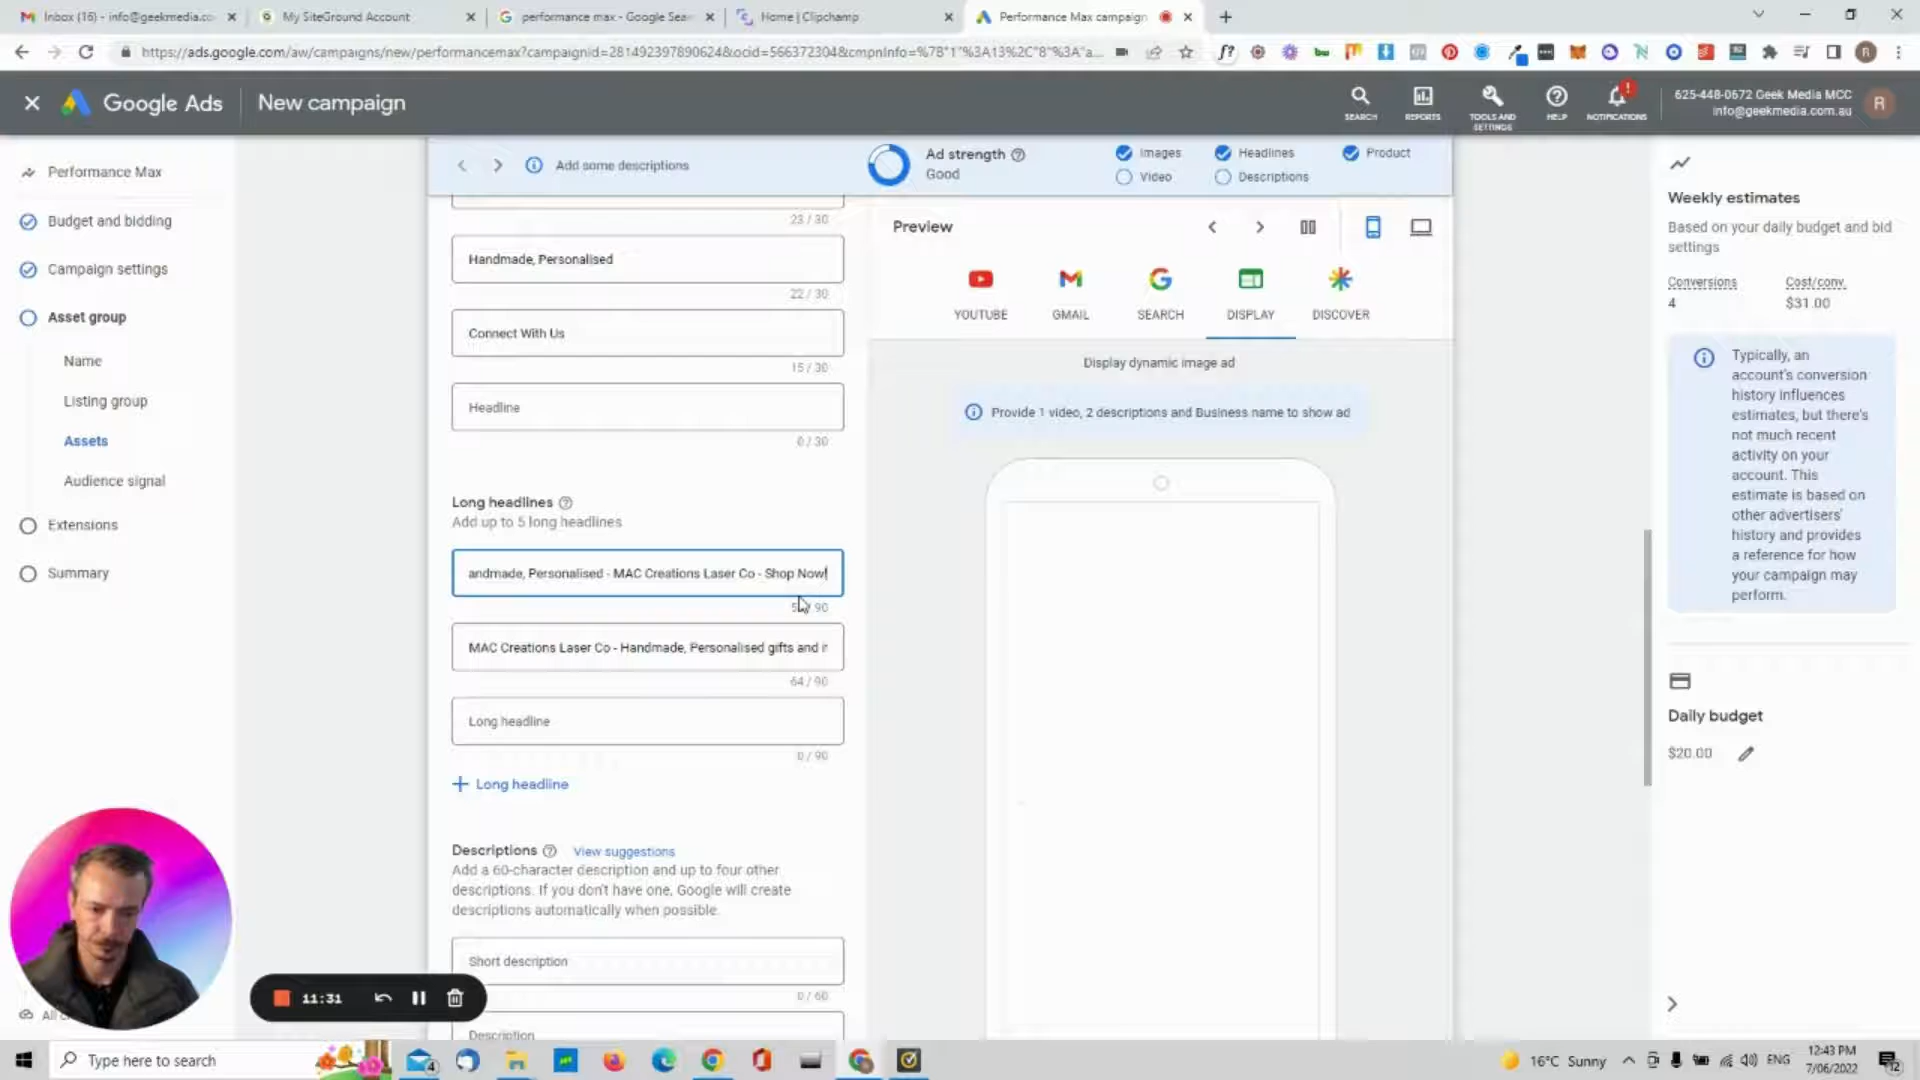 Inbox (16) - info@geekmedia.co
My SiteGround Account
performance max - Google Sear
Home | Clipchamp
Performance Max campaign
https://ads.google.com/aw/campaigns/new/performancemax?campaignId=281492397890624&ocid=566372304&cmpnInfo=%7B"1"%3A13%2C"8"%3A"a...
Google Ads
New campaign
SEARCH
REPORTS
TOOLS AND SETTINGS
HELP
NOTIFICATIONS
625-448-0672 Geek Media MCC
info@geekmedia.com.au
R
Performance Max
Budget and bidding
Campaign settings
Asset group
Name
Listing group
Assets
Audience signal
Extensions
Summary
Add some descriptions
Ad strength
Good
Images
Headlines
Product
Video
Descriptions
23 / 30
Handmade, Personalised
22 / 30
Connect With Us
15 / 30
Headline
0 / 30
Long headlines
Add up to 5 long headlines
andmade, Personalised - MAC Creations Laser Co - Shop Now!
/ 90
MAC Creations Laser Co - Handmade, Personalised gifts and
64 / 90
Long headline
0 / 90
+ Long headline
Descriptions
View suggestions
Add a 60-character description and up to four other
descriptions. If you don't have one, Google will create
descriptions automatically when possible.
Short description
0 / 60
Description
Preview
YOUTUBE
GMAIL
SEARCH
DISPLAY
DISCOVER
Display dynamic image ad
Provide 1 video, 2 descriptions and Business name to show ad
Weekly estimates
Based on your daily budget and bid
settings
Conversions
Cost/conv.
4
$31.00
Typically, an
account's conversion
history influences
estimates, but there's
not much recent
activity on your
account. This
estimate is based on
other advertisers'
history and provides
a reference for how
your campaign may
perform.
Daily budget
$20.00
11:31
Type here to search
16°C Sunny
ENG
12:43 PM
7/06/2022